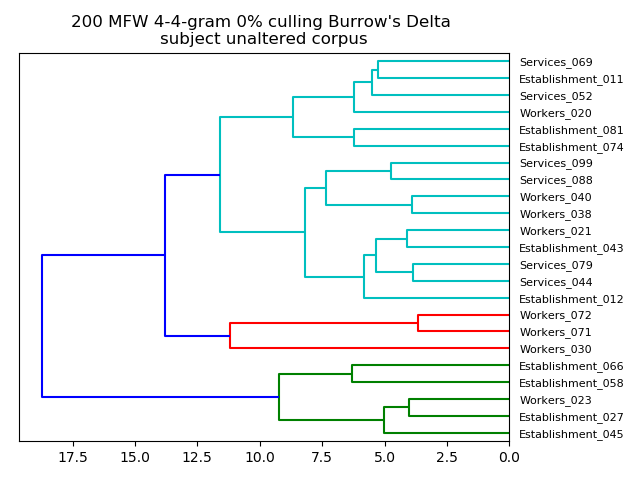 200 MFW 4-4-gram 0% culling Burrow's Delta
subject unaltered corpus
Services_069
Establishment_011
Services_052
Workers_020
Establishment_081
Establishment_074
Services_099
Services_088
Workers_040
Workers_038
Workers_021
Establishment_043
Services_079
Services_044
Establishment_012
Workers_072
Workers_071
Workers_030
Establishment_066
Establishment_058
Workers_023
Establishment_027
Establishment_045
17.5 15.0 12.5 10.0 7.5 5.0 2.5 0.0